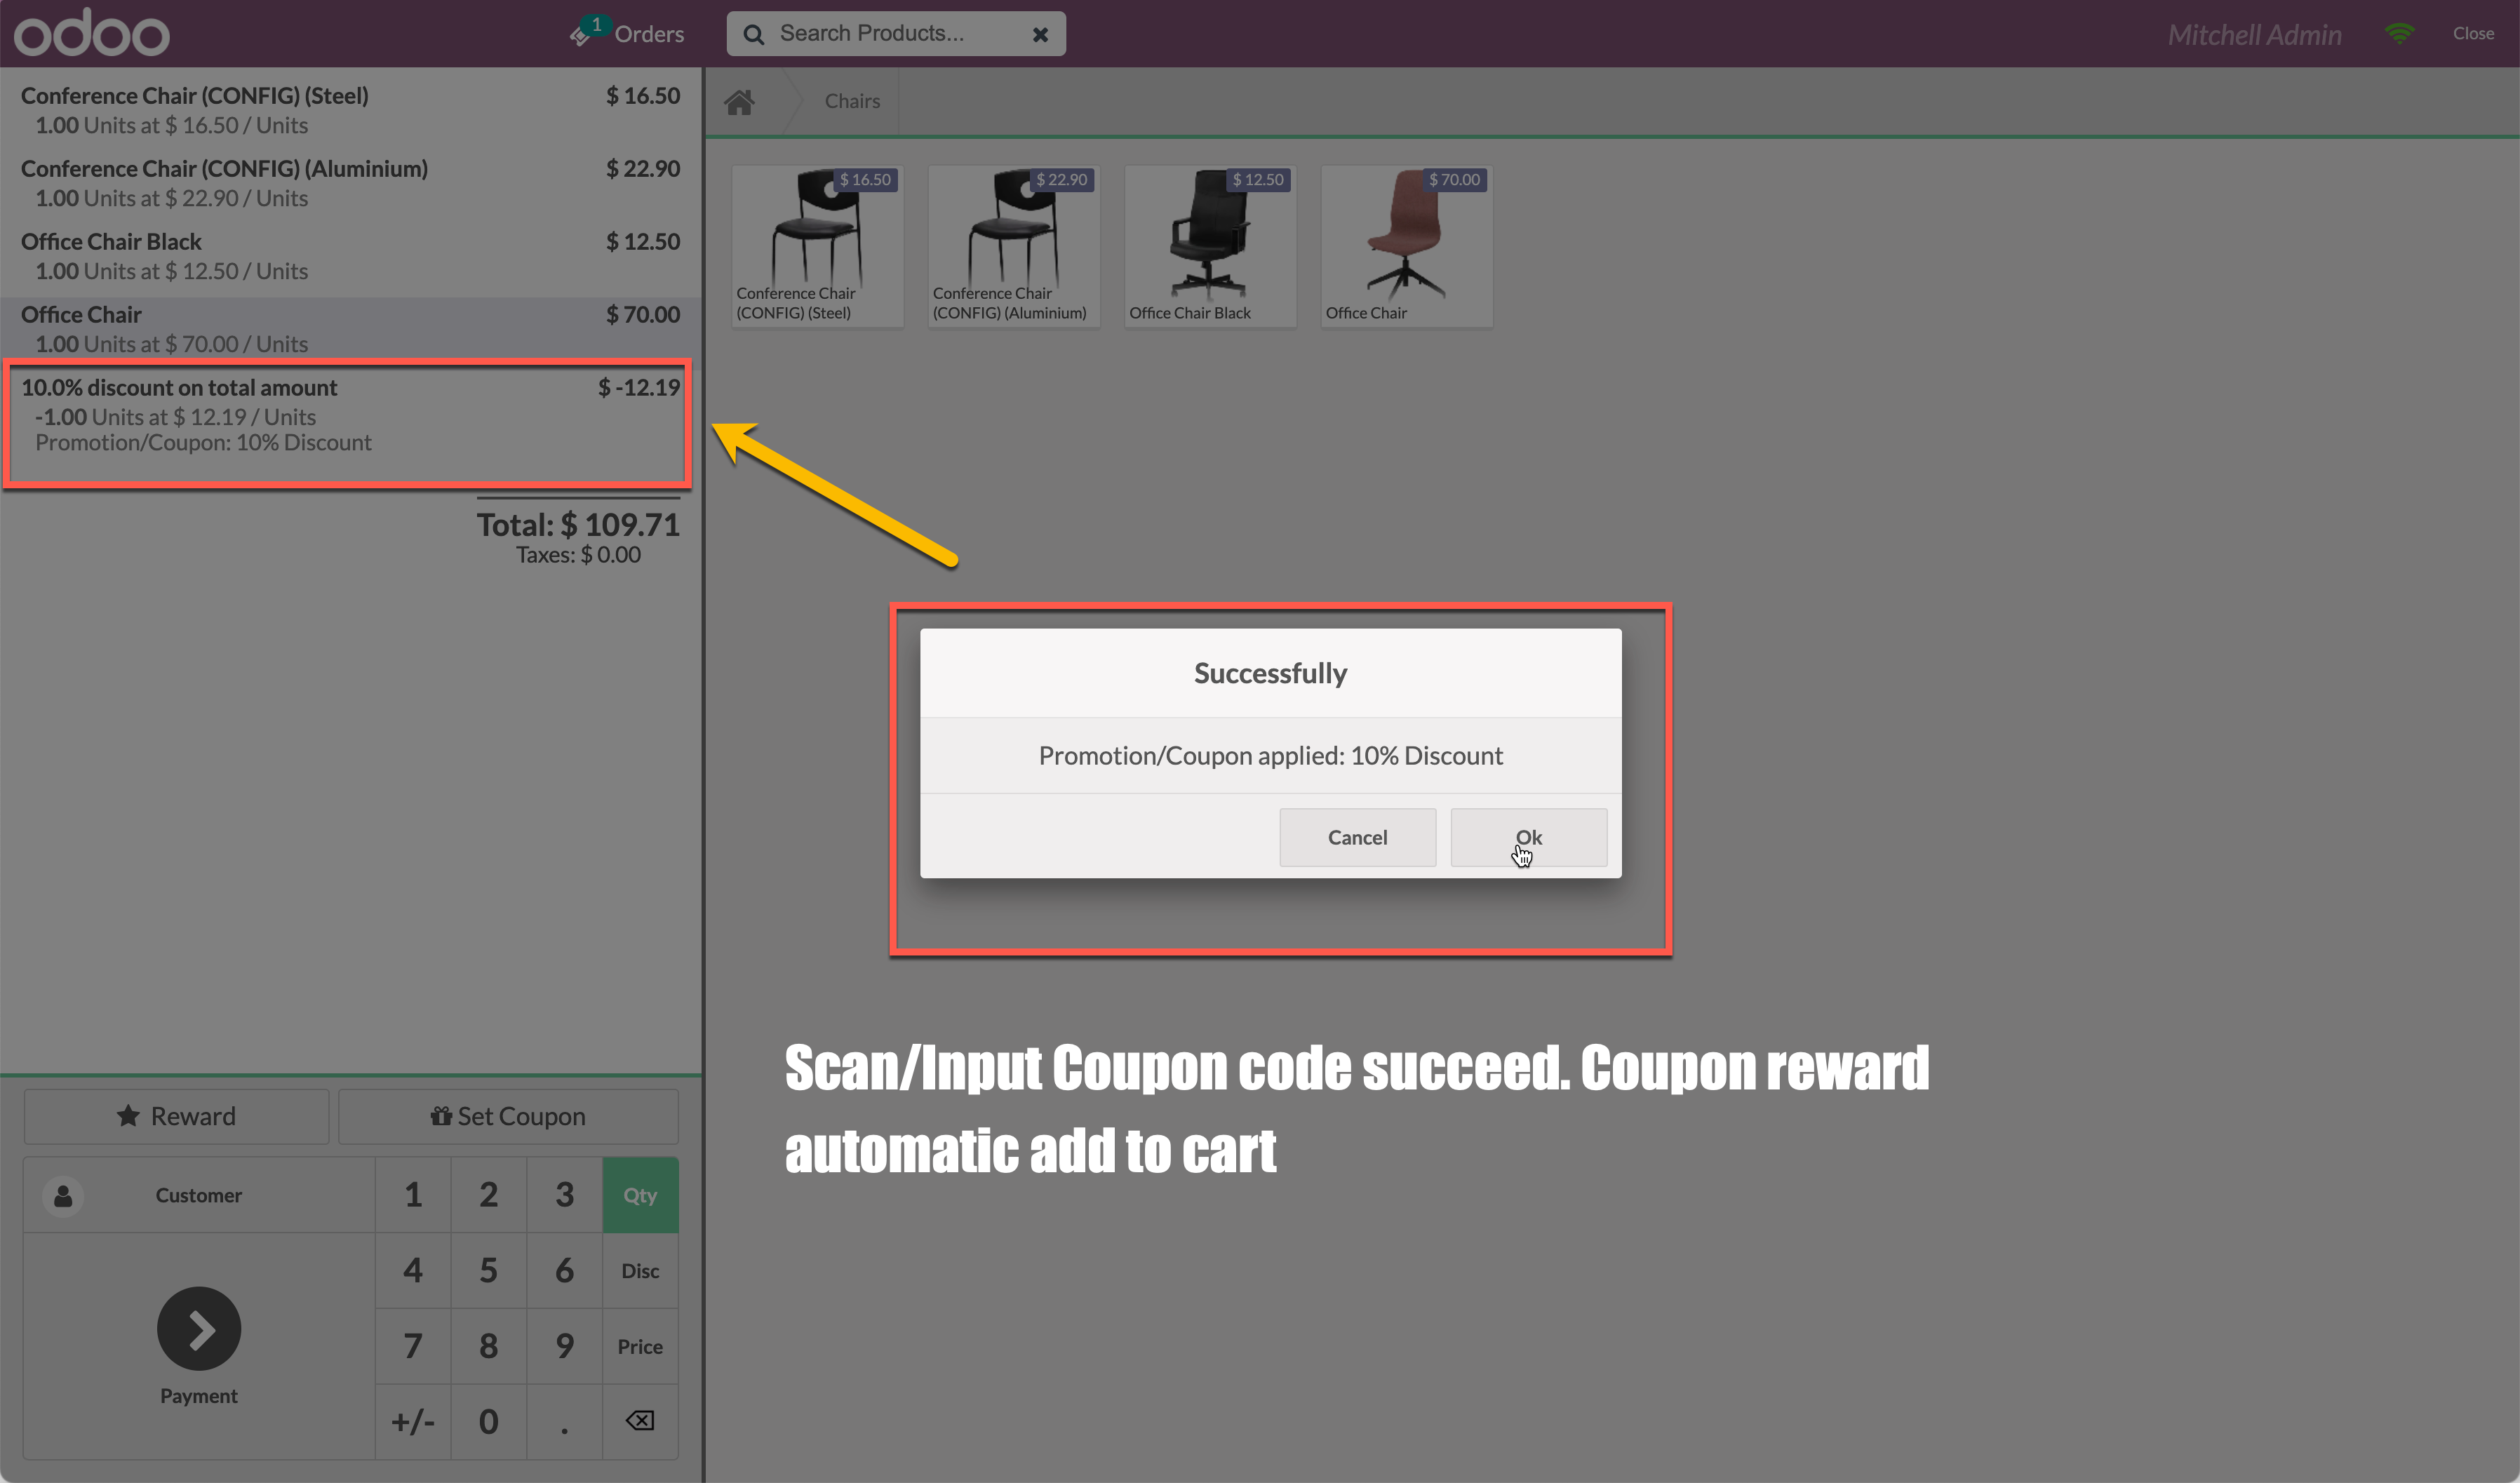 odoo
1 Orders
Search Products...
Mitchell Admin
Close
Conference Chair (CONFIG) (Steel) $ 16.50
1.00 Units at $ 16.50 / Units
Conference Chair (CONFIG) (Aluminium) $ 22.90
1.00 Units at $ 22.90 / Units
Office Chair Black $ 12.50
1.00 Units at $ 12.50 / Units
Office Chair $ 70.00
1.00 Units at $ 70.00 / Units
10.0% discount on total amount $ -12.19
-1.00 Units at $ 12.19 / Units
Promotion/Coupon: 10% Discount
Total: $ 109.71
Taxes: $ 0.00
Chairs
$ 16.50
Conference Chair
(CONFIG) (Steel)
$ 22.90
Conference Chair
(CONFIG) (Aluminium)
$ 12.50
Office Chair Black
$ 70.00
Office Chair
Successfully
Promotion/Coupon applied: 10% Discount
Cancel
Ok
Scan/Input Coupon code succeed. Coupon reward
automatic add to cart
Reward
Set Coupon
Customer
1 2 3 Qty
4 5 6 Disc
7 8 9 Price
+/- 0 .
Payment